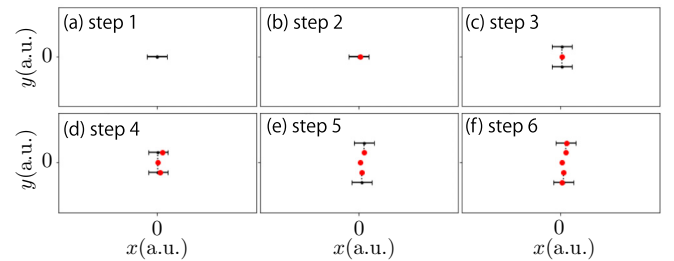 (a) step 1
(b) step 2
(c) step 3
y(a.u.)
0
(d) step 4
(e) step 5
(f) step 6
y(a.u.)
0
0
0
0
x(a.u.)
x(a.u.)
x(a.u.)